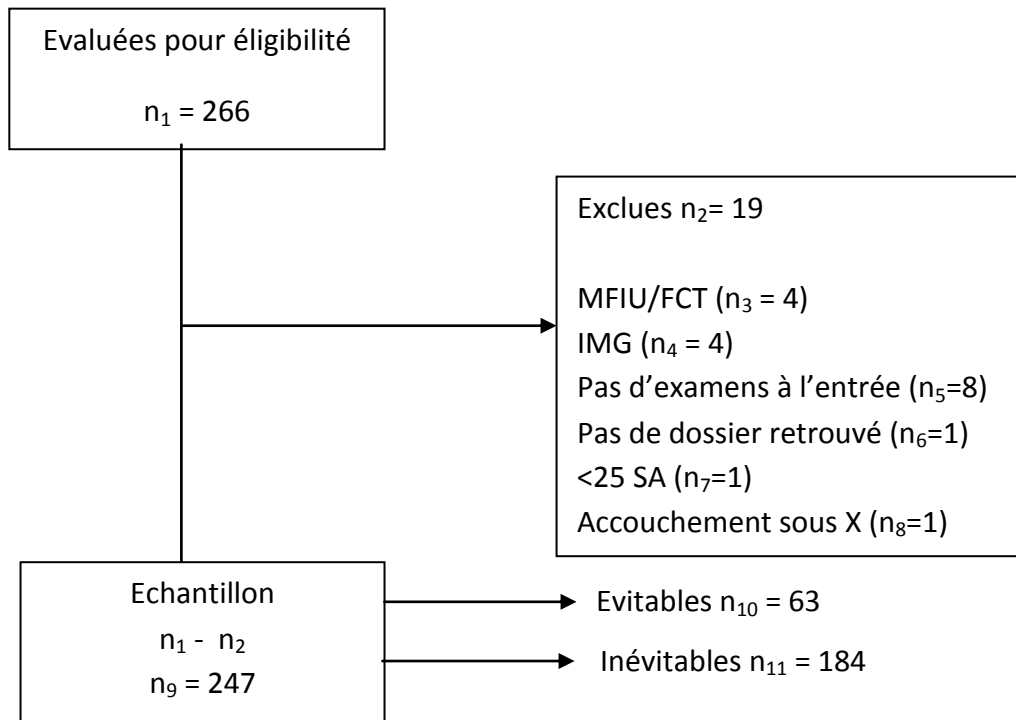 Evaluées pour éligibilité
n₁ = 266
Exclues n₂= 19
MFIU/FCT (n₃ = 4)
IMG (n₄ = 4)
Pas d’examens à l’entrée (n₅=8)
Pas de dossier retrouvé (n₆=1)
<25 SA (n₇=1)
Accouchement sous X (n₈=1)
Echantillon
n₁ - n₂
n₉ = 247
Evitables n₁₀ = 63
Inévitables n₁₁ = 184